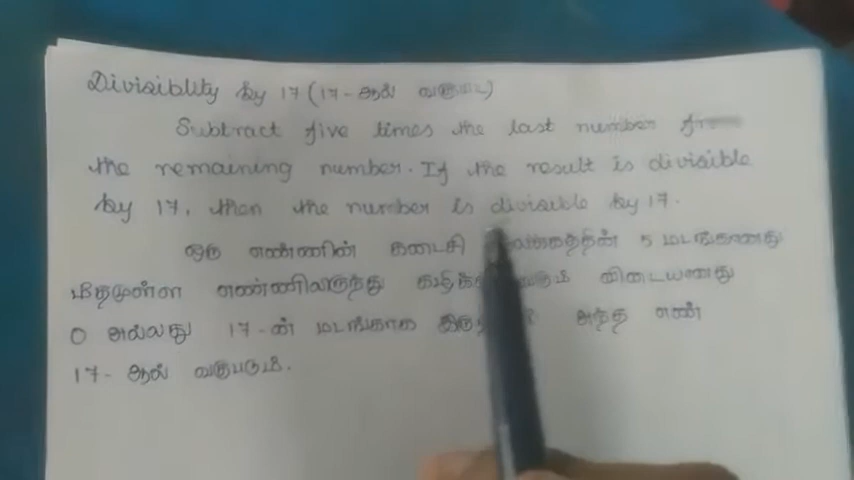 Divisiblity by 17 (17-ஆல் வகுபடை)
Subtract five times the last number from
the remaining number. If the result is divisible
by 17, then the number is divisible by 17.
ஒரு எண்ணின் கடைசி 5 மடங்கானது
மீதமுள்ள எண்ணிலிருந்து விடையானது
0 அல்லது 17-ன் மடங்காக அந்த எண்
17-ஆல் வகுபடும்.